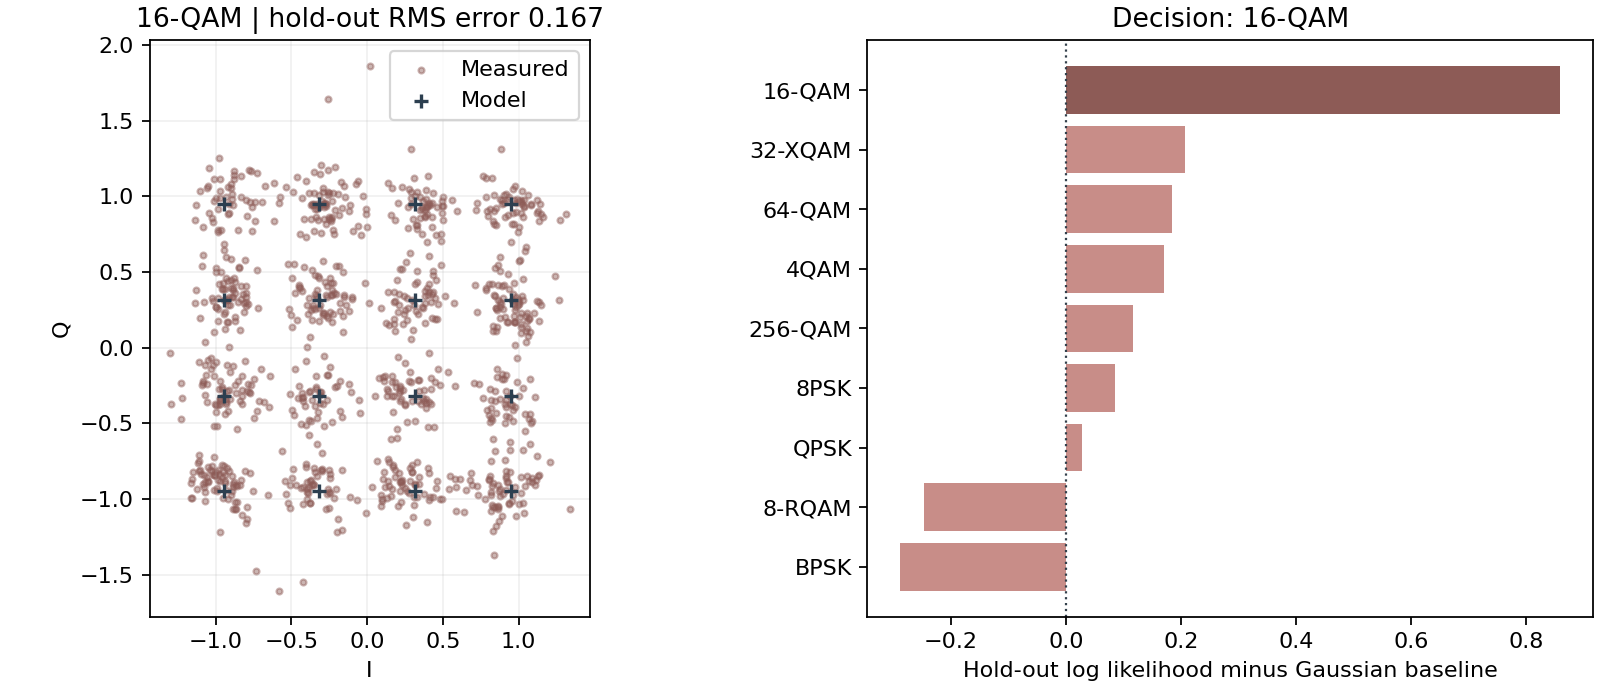 16-QAM | hold-out RMS error 0.167
2.0
1.5
1.0
0.5
0.0
−0.5
−1.0
−1.5
Q
Measured
Model
−1.0
−0.5
0.0
0.5
1.0
I
Decision: 16-QAM
16-QAM
32-XQAM
64-QAM
4QAM
256-QAM
8PSK
QPSK
8-RQAM
BPSK
−0.2
0.0
0.2
0.4
0.6
0.8
Hold-out log likelihood minus Gaussian baseline